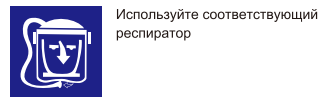 Используйте соответствующий
респиратор